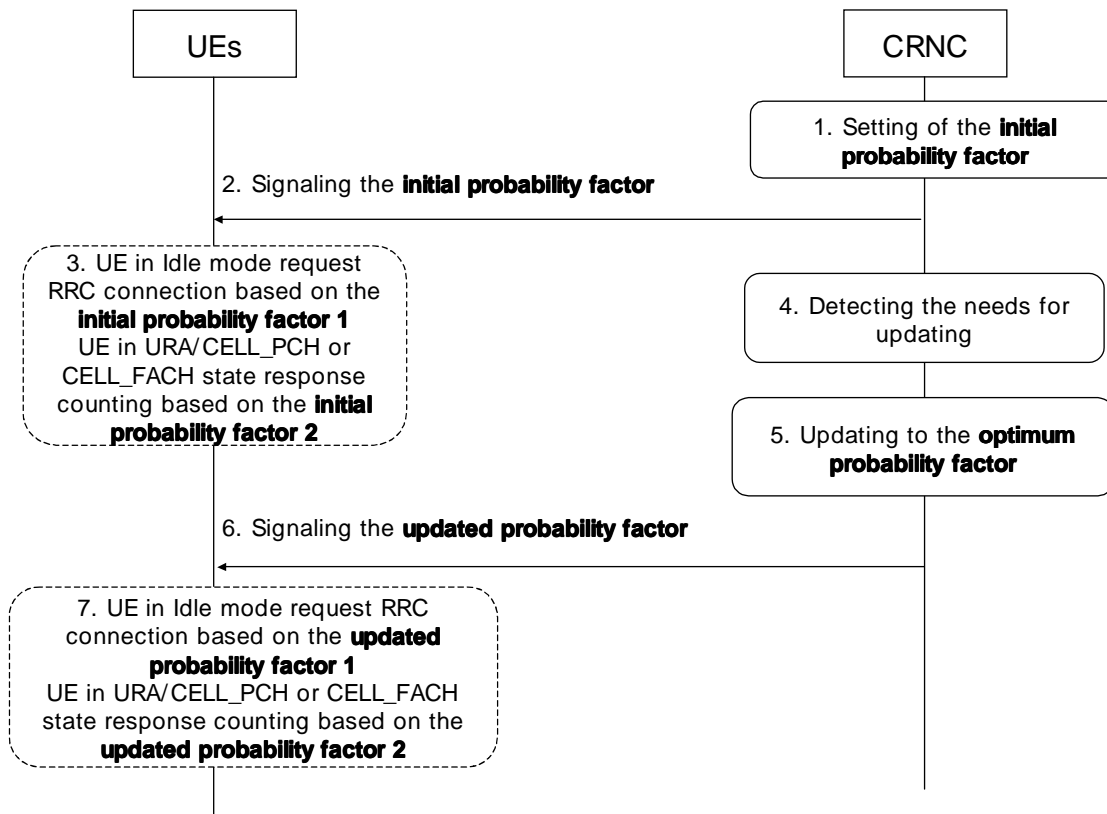 UEs
CRNC
1. Setting of the initial
probability factor
2. Signaling the initial probability factor
3. UE in Idle mode request
RRC connection based on the
initial probability factor 1
UE in URA/CELL_PCH or
CELL_FACH state response
counting based on the initial
probability factor 2
4. Detecting the needs for
updating
5. Updating to the optimum
probability factor
6. Signaling the updated probability factor
7. UE in Idle mode request RRC
connection based on the updated
probability factor 1
UE in URA/CELL_PCH or CELL_FACH
state response counting based on the
updated probability factor 2